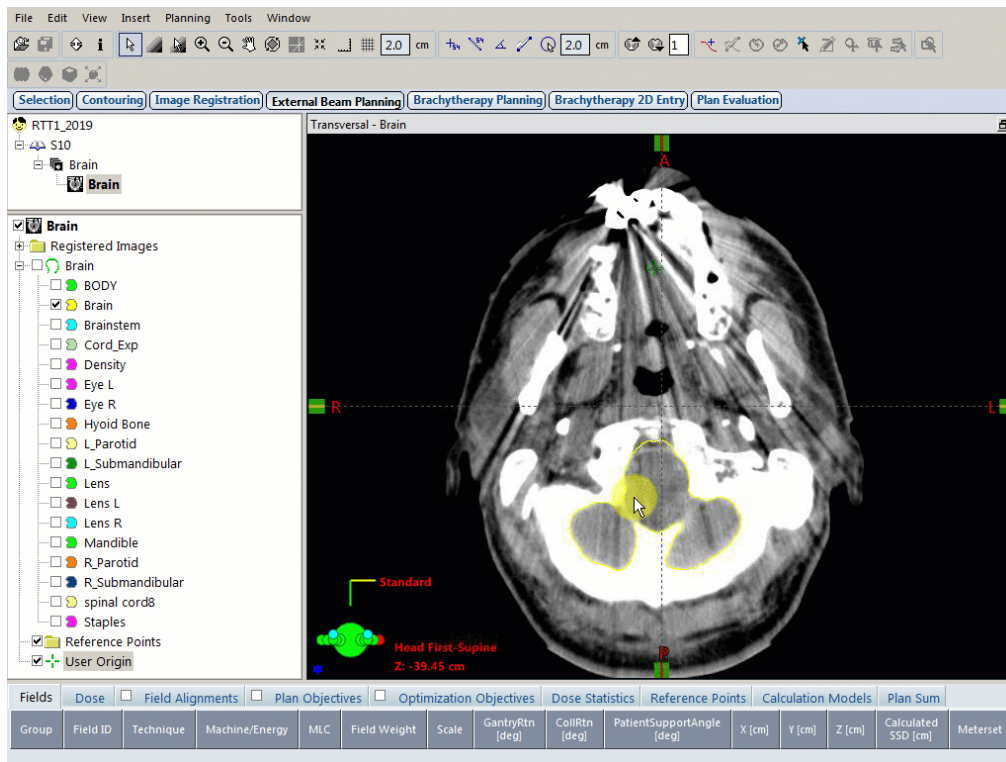 File Edit View Insert Planning Tools Window
2.0 cm 2.0 cm 1
Selection Contouring Image Registration External Beam Planning Brachytherapy Planning Brachytherapy 2D Entry Plan Evaluation
RTT1_2019
S10
Brain
Brain
Transversal - Brain
Brain
Registered Images
Brain
BODY
Brain
Brainstem
Cord_Exp
Density
Eye L
Eye R
Hyoid Bone
L_Parotid
L_Submandibular
Lens
Lens L
Lens R
Mandible
R_Parotid
R_Submandibular
spinal cord8
Staples
Reference Points
User Origin
A
R
L
Standard
Head First-Supine
Z: -39.45 cm
P
Fields Dose Field Alignments Plan Objectives Optimization Objectives Dose Statistics Reference Points Calculation Models Plan Sum
Group Field ID Technique Machine/Energy MLC Field Weight Scale GantryRtn [deg] CollRtn [deg] PatientSupportAngle [deg] X [cm] Y [cm] Z [cm] Calculated SSD [cm] Meterset